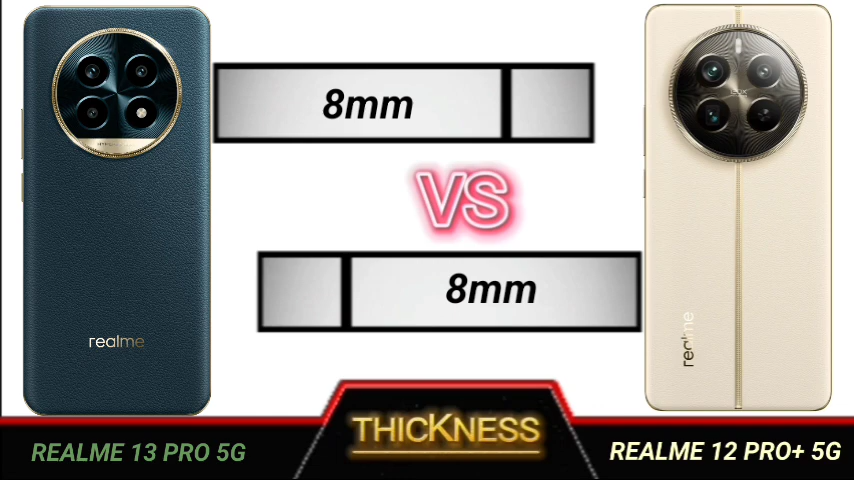 8mm
VS
8mm
realme
realme
THICKNESS
REALME 13 PRO 5G
REALME 12 PRO+ 5G